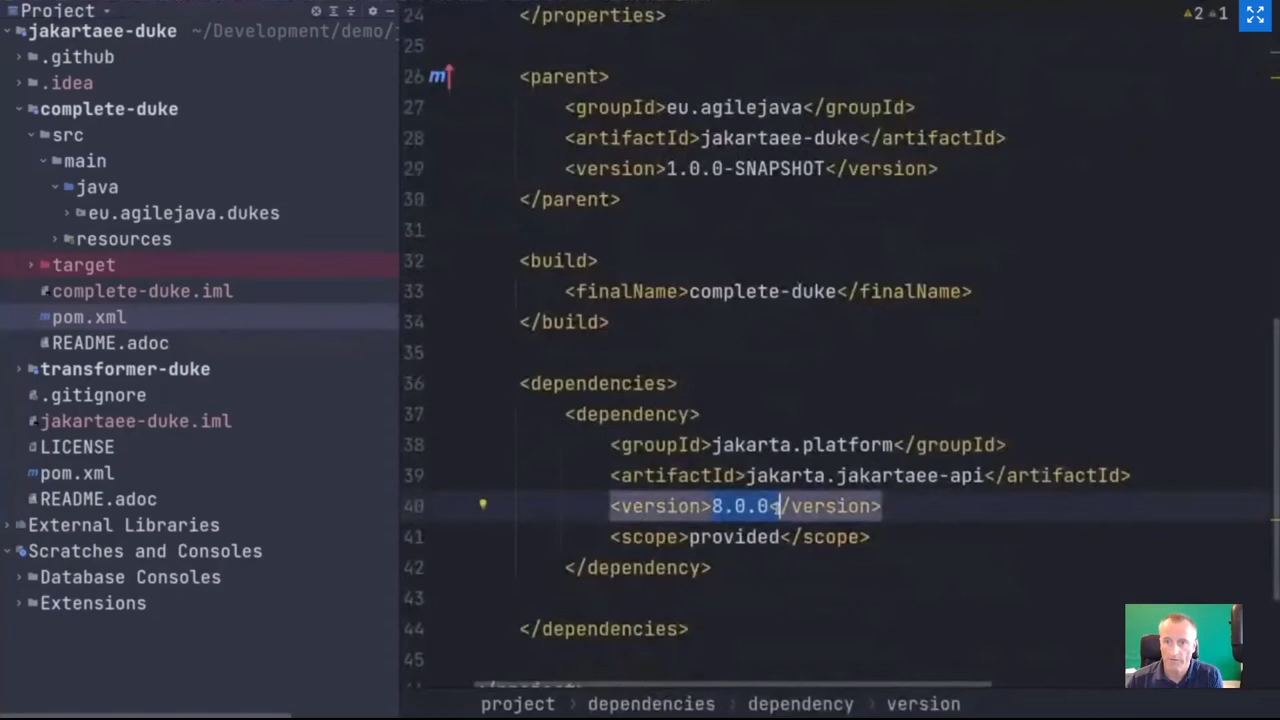 Project
jakartaee-duke ~/Development/demo/j
.github
.idea
complete-duke
src
main
java
eu.agilejava.dukes
resources
target
complete-duke.iml
pom.xml
README.adoc
transformer-duke
.gitignore
jakartaee-duke.iml
LICENSE
pom.xml
README.adoc
External Libraries
Scratches and Consoles
Database Consoles
Extensions
2 1
24 </properties>
25
26 <parent>
27 <groupId>eu.agilejava</groupId>
28 <artifactId>jakartaee-duke</artifactId>
29 <version>1.0.0-SNAPSHOT</version>
30 </parent>
31
32 <build>
33 <finalName>complete-duke</finalName>
34 </build>
35
36 <dependencies>
37 <dependency>
38 <groupId>jakarta.platform</groupId>
39 <artifactId>jakarta.jakartaee-api</artifactId>
40 <version>8.0.0</version>
41 <scope>provided</scope>
42 </dependency>
43
44 </dependencies>
45
project › dependencies › dependency › version